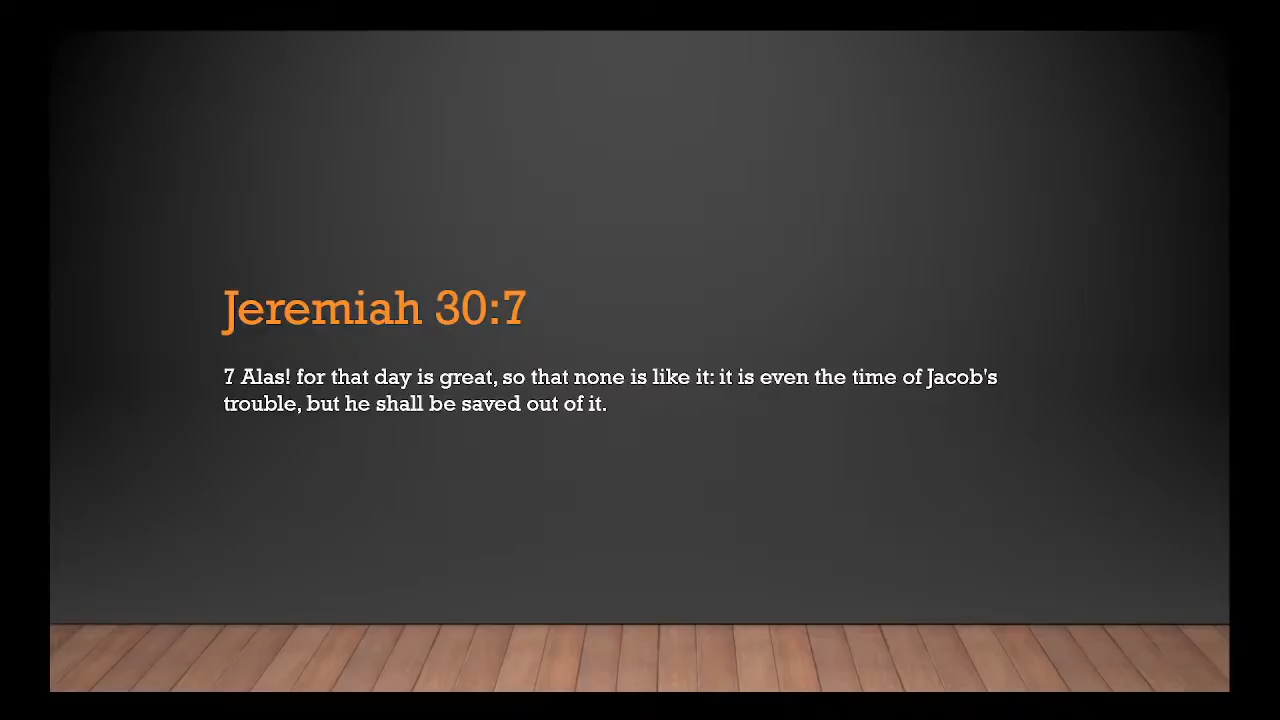 Jeremiah 30:7
7 Alas! for that day is great, so that none is like it: it is even the time of Jacob's
trouble, but he shall be saved out of it.